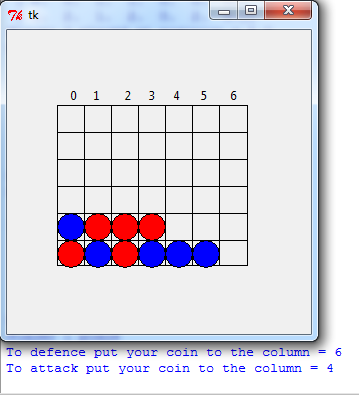 tk
0 1 2 3 4 5 6
To defence put your coin to the column = 6
To attack put your coin to the column = 4